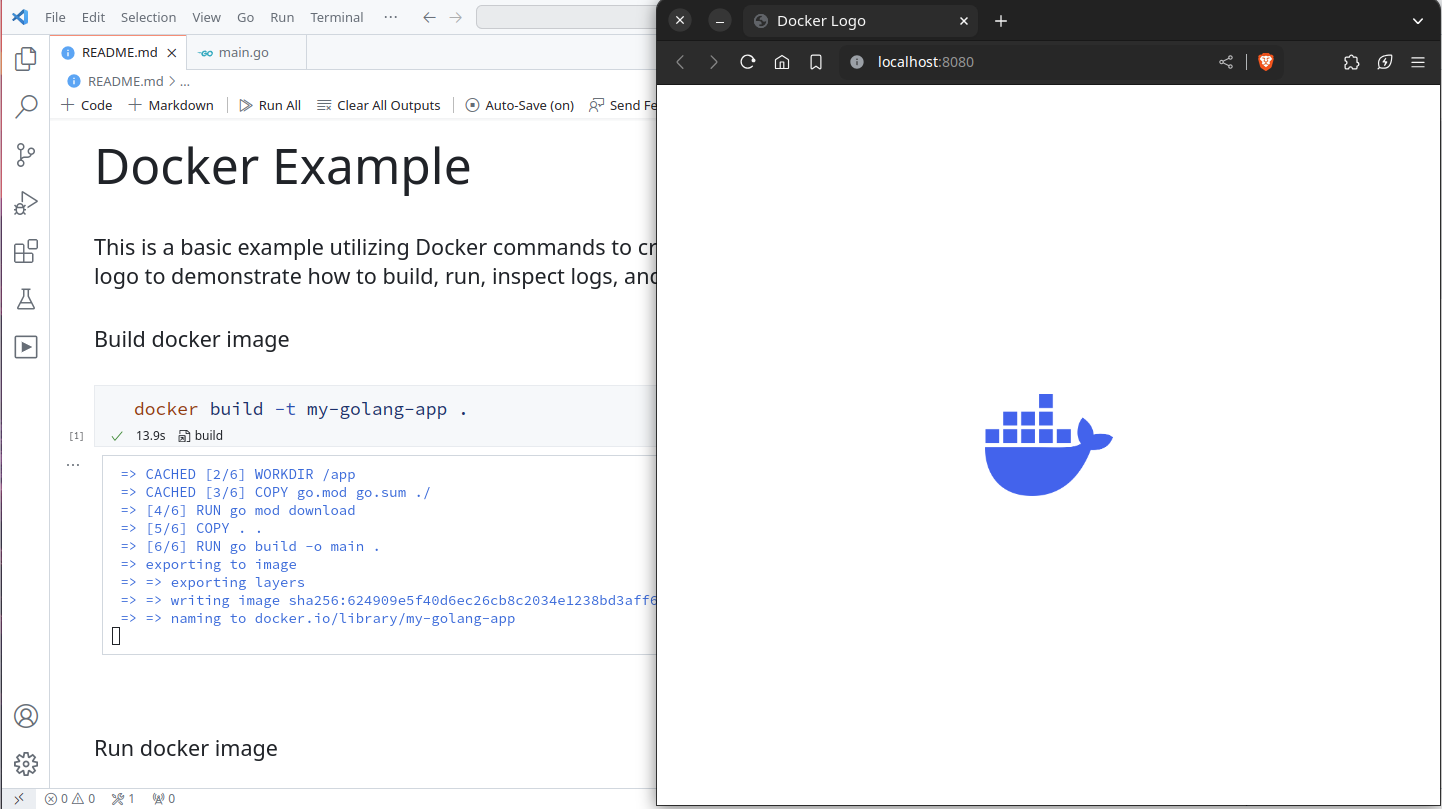 File Edit Selection View Go Run Terminal ···
README.md
main.go
README.md > ...
Code Markdown Run All Clear All Outputs Auto-Save (on) Send Fe
Docker Example
This is a basic example utilizing Docker commands to cr
logo to demonstrate how to build, run, inspect logs, and
Build docker image
docker build -t my-golang-app .
[1]
13.9s build
...
=> CACHED [2/6] WORKDIR /app
=> CACHED [3/6] COPY go.mod go.sum ./
=> [4/6] RUN go mod download
=> [5/6] COPY . .
=> [6/6] RUN go build -o main .
=> exporting to image
=> => exporting layers
=> => writing image sha256:624909e5f40d6ec26cb8c2034e1238bd3aff6
=> => naming to docker.io/library/my-golang-app
Run docker image
0 0 1 0
Docker Logo
localhost:8080